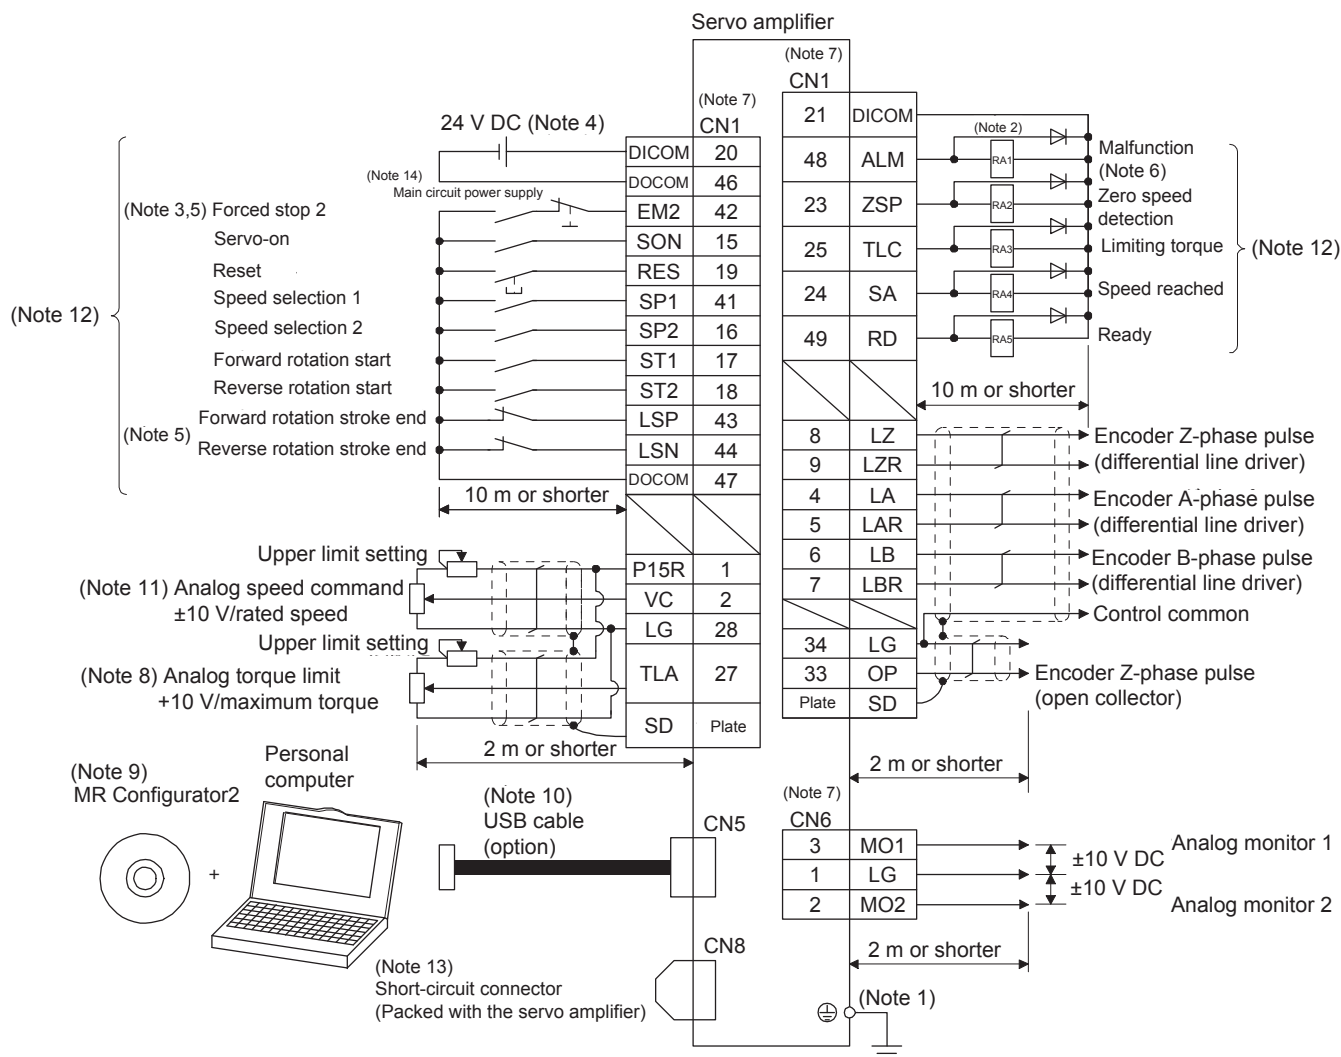 Servo amplifier
(Note 7)
CN1
21 DICOM
48 ALM
23 ZSP
25 TLC
24 SA
49 RD
8 LZ
9 LZR
4 LA
5 LAR
6 LB
7 LBR
34 LG
33 OP
Plate SD
(Note 2)
RA1
RA2
RA3
RA4
RA5
Malfunction
(Note 6)
Zero speed
detection
Limiting torque
Speed reached
Ready
(Note 12)
10 m or shorter
Encoder Z-phase pulse
(differential line driver)
Encoder A-phase pulse
(differential line driver)
Encoder B-phase pulse
(differential line driver)
Control common
Encoder Z-phase pulse
(open collector)
2 m or shorter
(Note 7)
CN1
24 V DC (Note 4)
DICOM 20
DOCOM 46
EM2 42
SON 15
RES 19
SP1 41
SP2 16
ST1 17
ST2 18
LSP 43
LSN 44
DOCOM 47
P15R 1
VC 2
LG 28
TLA 27
SD Plate
(Note 14)
Main circuit power supply
(Note 12)
(Note 3,5) Forced stop 2
Servo-on
Reset
Speed selection 1
Speed selection 2
Forward rotation start
Reverse rotation start
Forward rotation stroke end
(Note 5)
Reverse rotation stroke end
10 m or shorter
Upper limit setting
(Note 11) Analog speed command
±10 V/rated speed
Upper limit setting
(Note 8) Analog torque limit
+10 V/maximum torque
2 m or shorter
(Note 9)
MR Configurator2
+
Personal
computer
(Note 10)
USB cable
(option)
CN5
(Note 7)
CN6
3 MO1
1 LG
2 MO2
Analog monitor 1
±10 V DC
±10 V DC
Analog monitor 2
2 m or shorter
CN8
(Note 13)
Short-circuit connector
(Packed with the servo amplifier)
(Note 1)